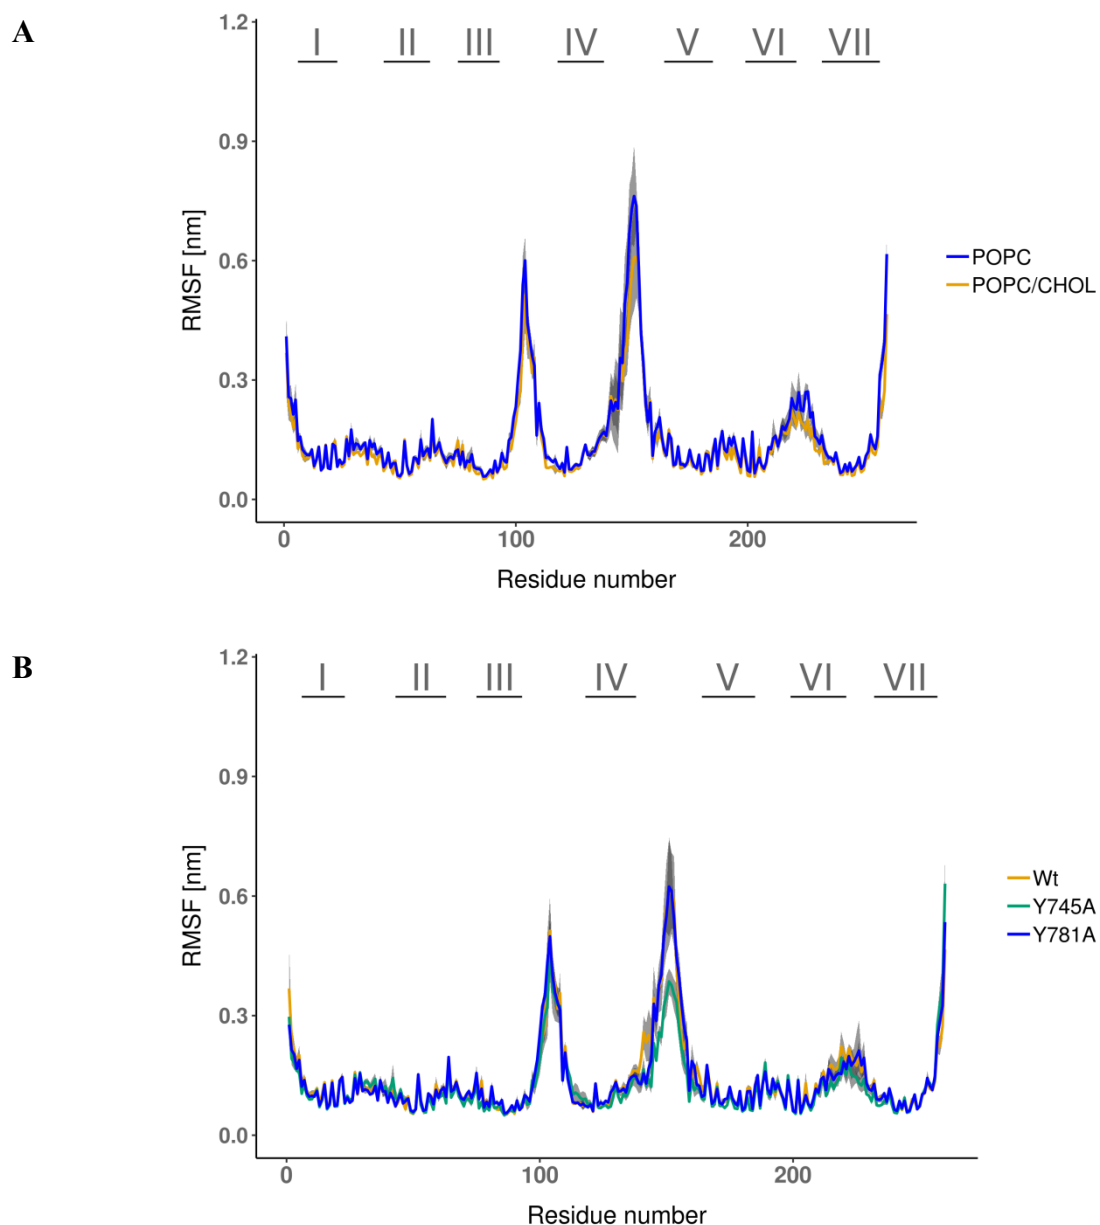 A
I II III IV V VI VII
1.2
0.9
0.6
0.3
0.0
RMSF [nm]
0 100 200
Residue number
POPC
POPC/CHOL
B
I II III IV V VI VII
1.2
0.9
0.6
0.3
0.0
RMSF [nm]
0 100 200
Residue number
Wt
Y745A
Y781A